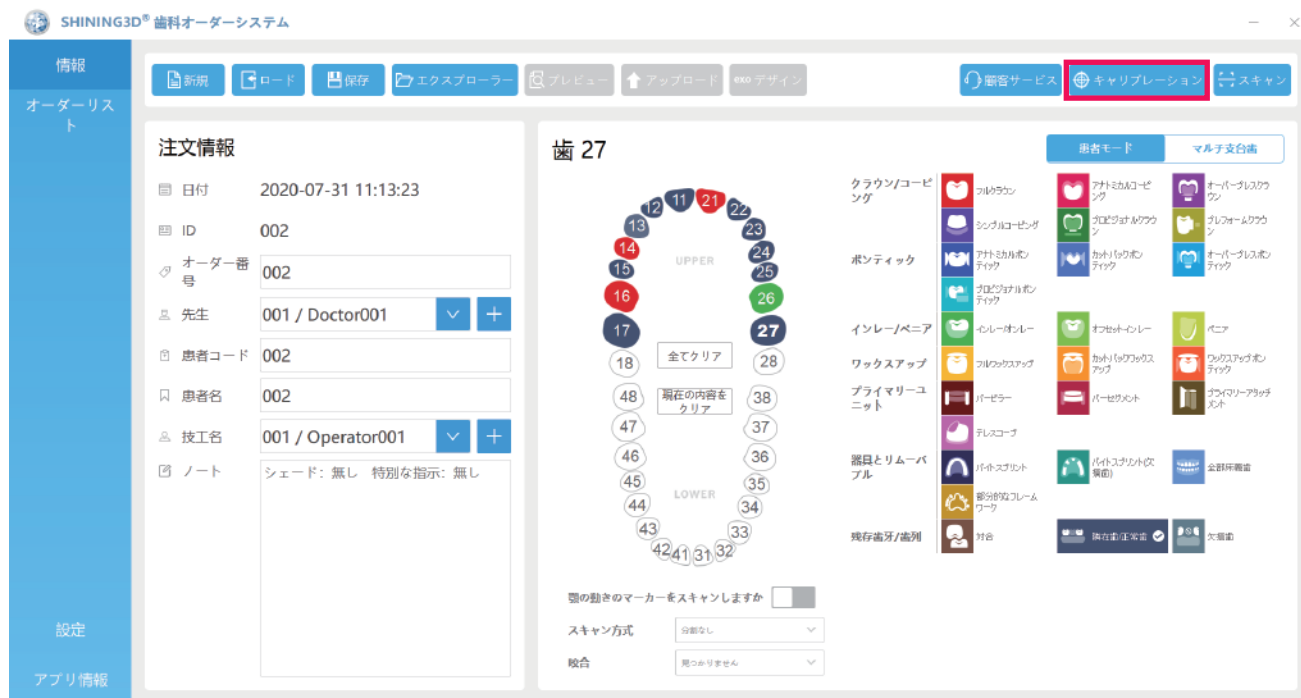 SHINING3D® 歯科オーダーシステム
情報
オーダーリス
ト
設定
アプリ情報
新規
ロード
保存
エクスプローラー
プレビュー
アップロード
exo デザイン
顧客サービス
キャリブレーション
スキャン
注文情報
日付 2020-07-31 11:13:23
ID 002
オーダー番
号
002
先生 001 / Doctor001
患者コード 002
患者名 002
技工名 001 / Operator001
ノート シェード: 無し 特別な指示: 無し
歯 27
患者モード マルチ支台歯
12 11 21 22
13 23
14 24
15 25
UPPER
16 26
17 27
18 28
全てクリア
現在の内容を
クリア
48 38
47 37
46 36
45 35
LOWER
44 34
43 33
42 41 31 32
顎の動きのマーカーをスキャンしますか
スキャン方式 分割なし
咬合 見つかりません
クラウン/コーピ
ング
フルクラウン
アナトミカルコーピ
ング
オーバープレスクラ
ウン
シンプルコーピング
プロビジョナルクラウ
ン
プレフォームクラウ
ン
ポンティック
アナトミカルポン
ティック
カットバックポン
ティック
オーバープレスポン
ティック
プロビジョナルポン
ティック
インレー/ベニア
インレー/オンレー
オフセットインレー
ベニア
ワックスアップ
フルワックスアップ
カットバックワックス
アップ
ワックスアップポン
ティック
プライマリーユ
ニット
バーピラー
バーセグメント
プライマリーアタッチ
メント
テレスコープ
器具とリムーバ
ブル
バイトスプリント
バイトスプリント(欠
損歯)
全部床義歯
部分的なフレーム
ワーク
残存歯牙/歯列
対合
隣在歯/正常歯
欠損歯